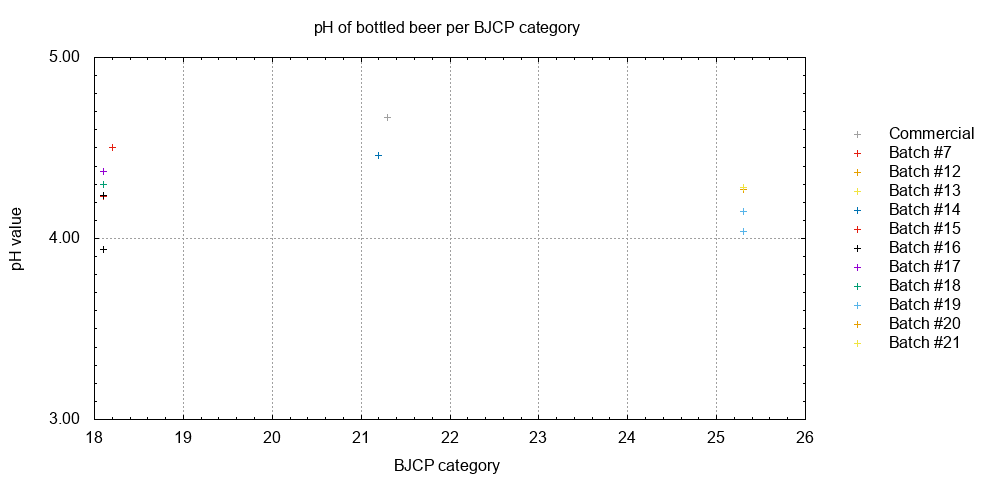 pH of bottled beer per BJCP category
5.00
4.00
3.00
pH value
18 19 20 21 22 23 24 25 26
BJCP category
Commercial
Batch #7
Batch #12
Batch #13
Batch #14
Batch #15
Batch #16
Batch #17
Batch #18
Batch #19
Batch #20
Batch #21